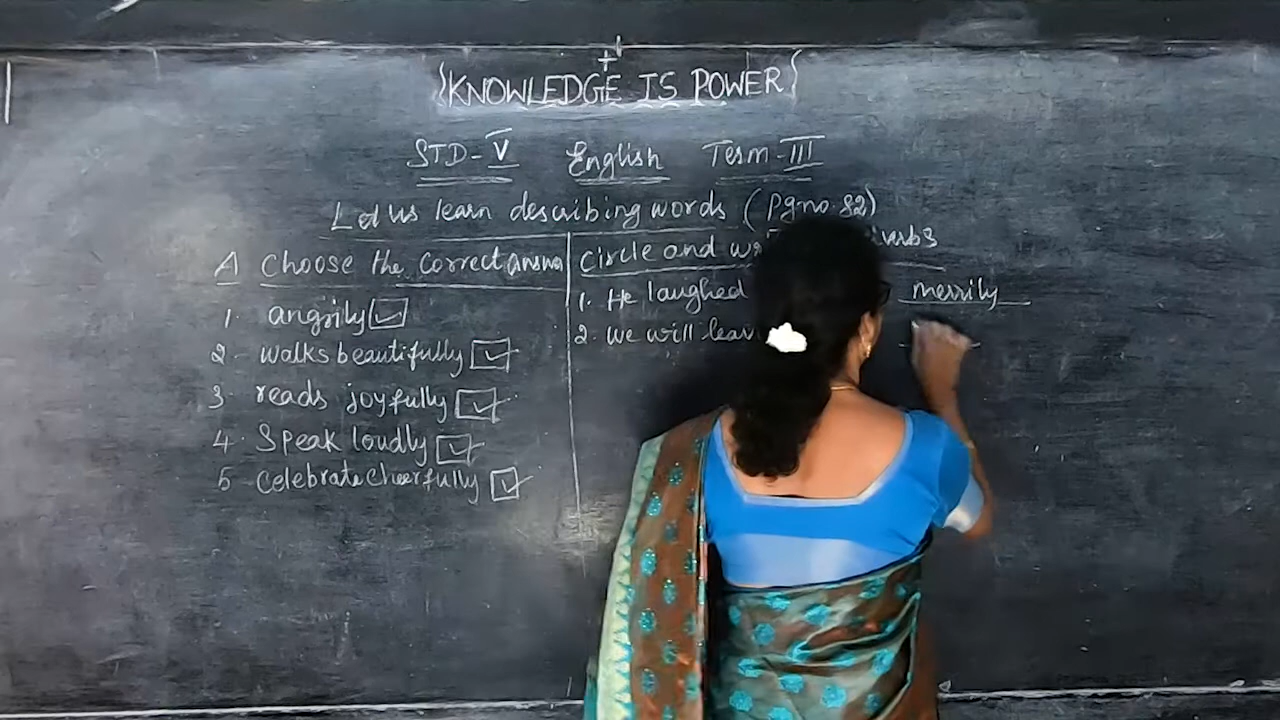 KNOWLEDGE IS POWER
STD-V English Term-III
Let us learn describing words (Pg.no. 82)
A Choose the correct answer
1. angrily
2. walks beautifully
3. reads joyfully
4. Speak loudly
5 celebrate cheerfully
Circle and
1. He laughed merrily
2. we will